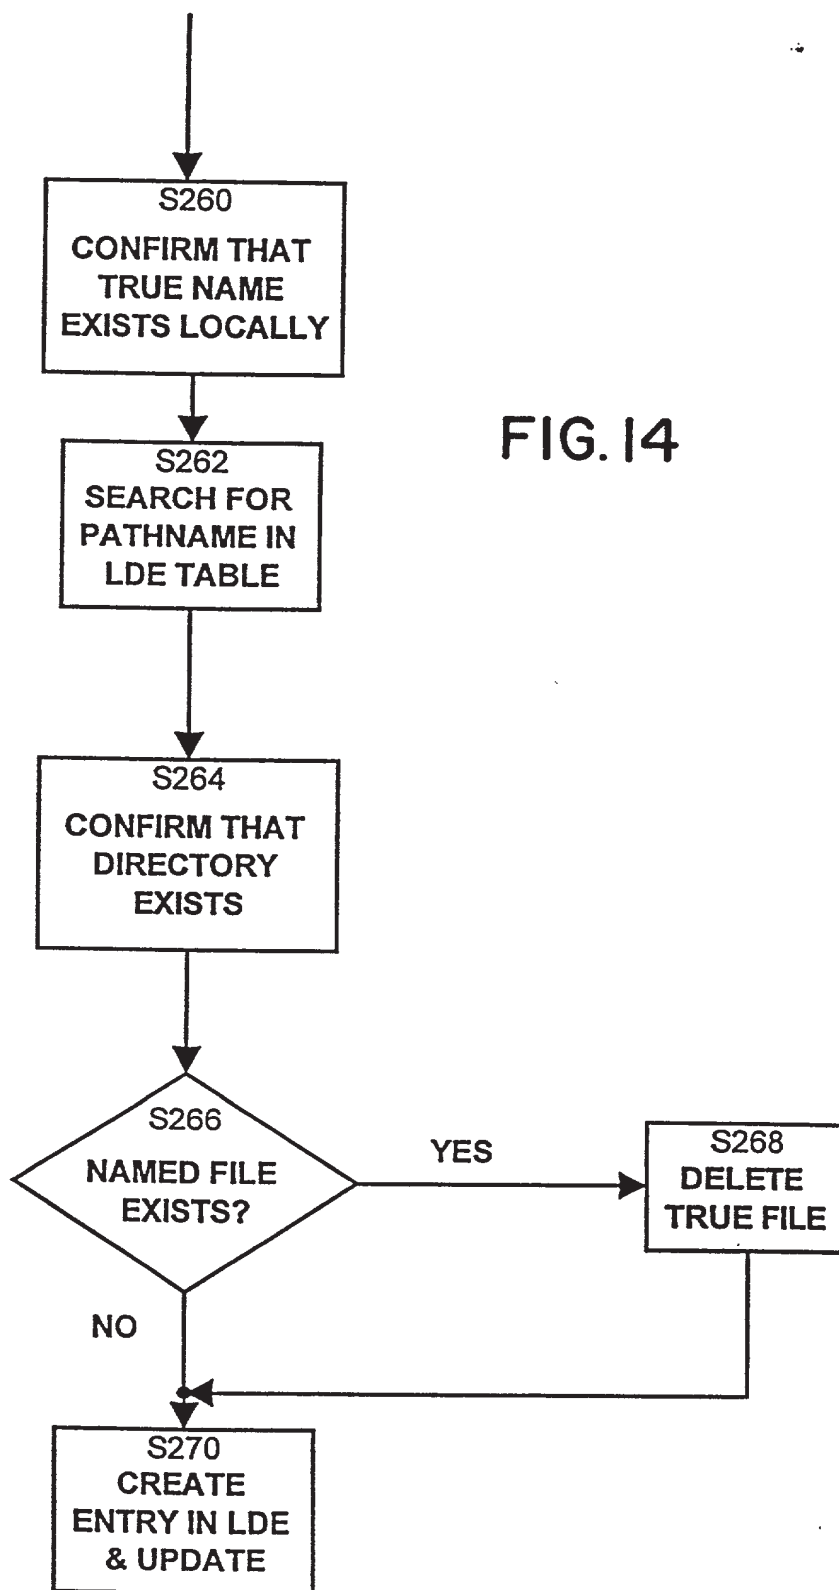 S260
CONFIRM THAT
TRUE NAME
EXISTS LOCALLY
FIG. 14
S262
SEARCH FOR
PATHNAME IN
LDE TABLE
S264
CONFIRM THAT
DIRECTORY
EXISTS
S266
NAMED FILE
EXISTS?
YES
S268
DELETE
TRUE FILE
NO
S270
CREATE
ENTRY IN LDE
& UPDATE